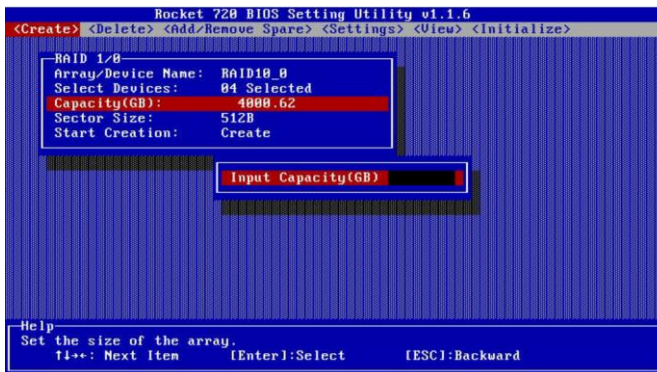 Rocket 720 BIOS Setting Utility v1.1.6
<Create> <Delete> <Add/Remove Spare> <Settings> <View> <Initialize>
RAID 1/0
Array/Device Name: RAID10_0
Select Devices: 04 Selected
Capacity(GB): 4000.62
Sector Size: 512B
Start Creation: Create
Input Capacity(GB)
Help
Set the size of the array.
↑↓→←: Next Item [Enter]:Select [ESC]:Backward